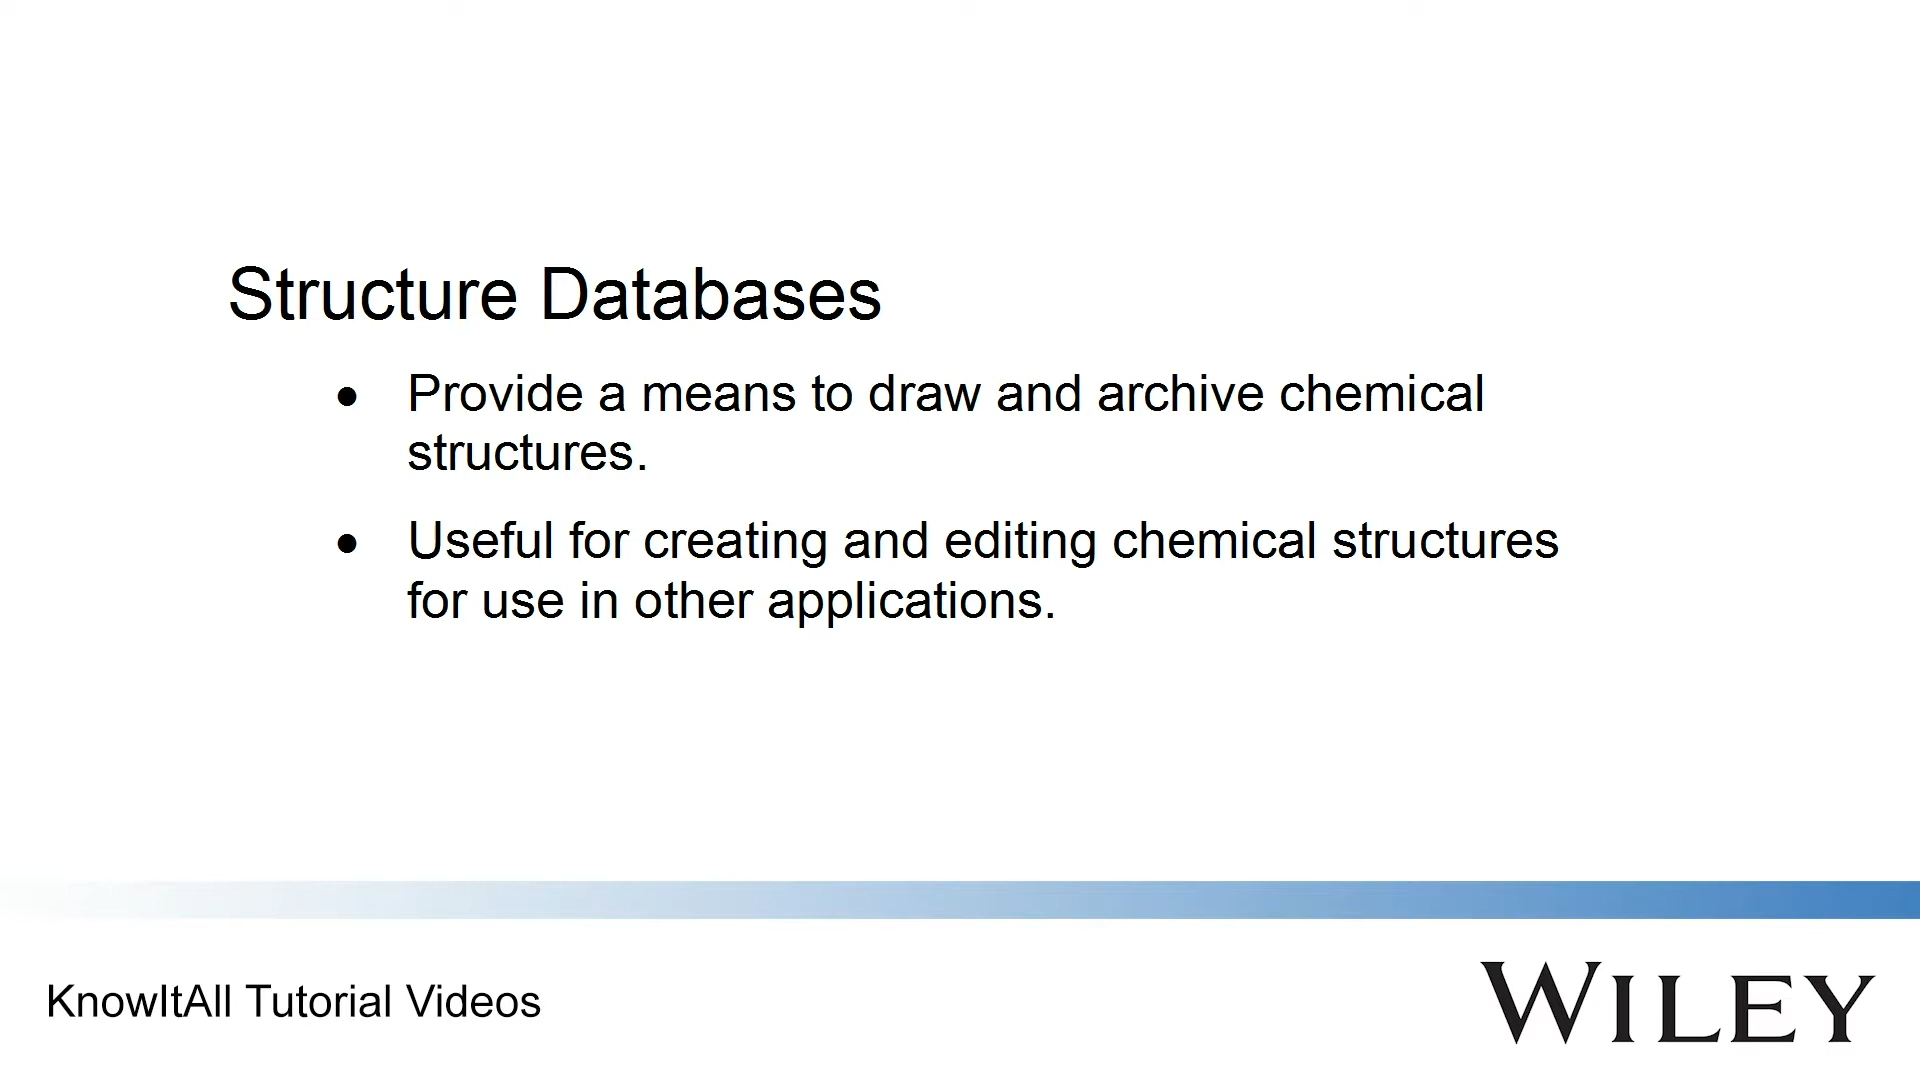 Structure Databases
• Provide a means to draw and archive chemical
structures.
• Useful for creating and editing chemical structures
for use in other applications.
KnowItAll Tutorial Videos
WILEY